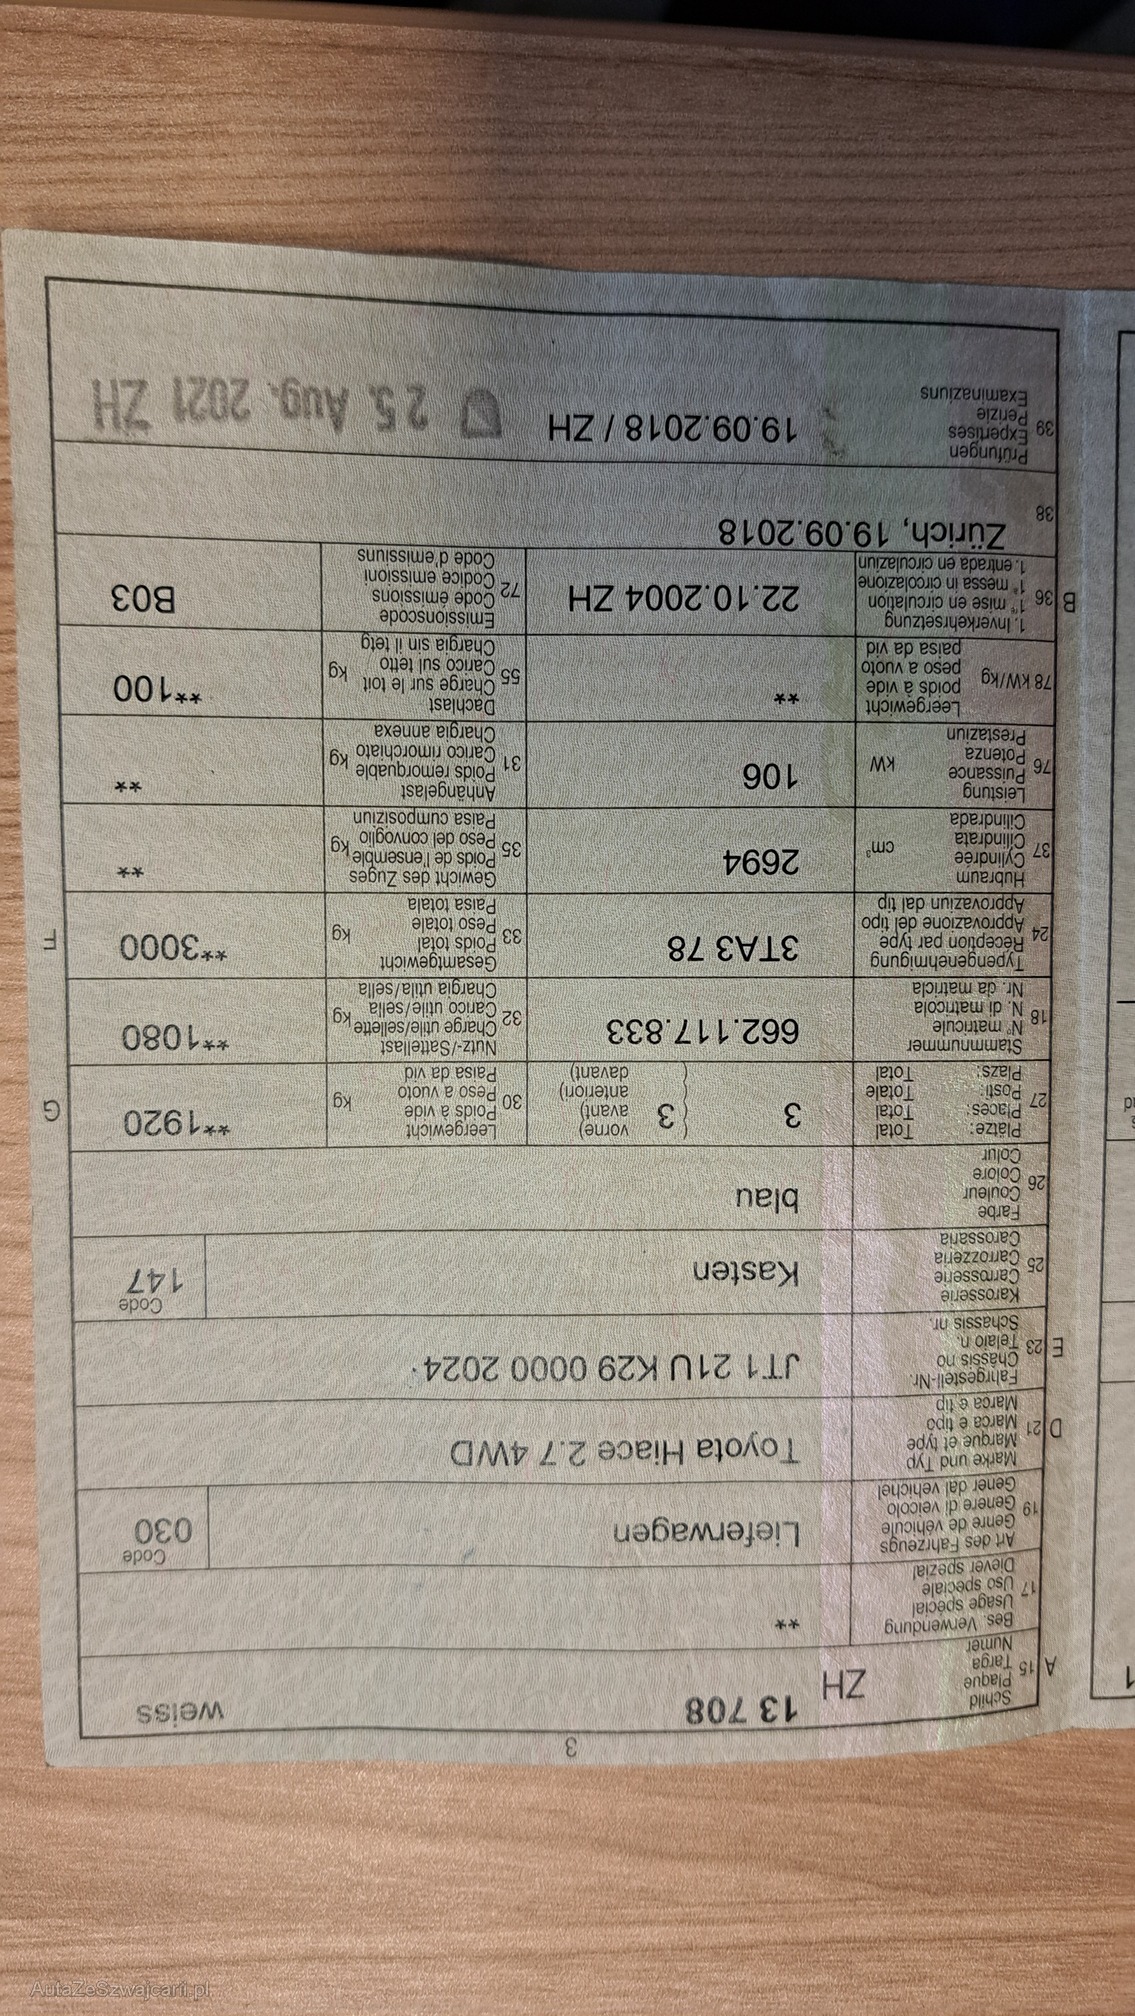 3
A 15 Schild
Plaque
Targa
Numer
ZH 13 708 weiss
17 Bes. Verwendung
Usage spécial
Uso speciale
Diever spezial
**
19 Art des Fahrzeugs
Genre de véhicule
Genere di veicolo
Gener dal vehichel
Lieferwagen
Code
030
D 21 Marke und Typ
Marque et type
Marca e tipo
Marca e tip
Toyota Hiace 2.7 4WD
E 23 Fahrgestell-Nr.
Châssis no
Telaio n.
Schassis nr.
JT1 21U K29 0000 2024
25 Karosserie
Carrosserie
Carrozzeria
Carossaria
Kasten
Code
147
26 Farbe
Couleur
Colore
Colur
blau
27 Plätze: Total
Places: Total
Posti: Totale
Plazs: Total
3
vorne)
avant)
anteriori)
davant)
3
30 Leergewicht
Poids à vide
Peso a vuoto
Paisa da vid
kg
**1920
G
18 Stammnummer
N° matricule
N. di matricola
Nr. da matricla
662.117.833
32 Nutz-/Sattellast
Charge utile/sellette
Carico utile/sella
Chargia utila/sella
kg
**1080
24 Typengenehmigung
Réception par type
Approvazione del tipo
Approvaziun dal tip
3TA3 78
33 Gesamtgewicht
Poids total
Peso totale
Paisa totala
kg
**3000
F
37 Hubraum
Cylindrée
Cilindrata
Cilindrada
cm³
2694
35 Gewicht des Zuges
Poids de l'ensemble
Peso del convoglio
Paisa cumposiziun
kg
**
76 Leistung
Puissance
Potenza
Prestaziun
kW
106
31 Anhängelast
Poids remorquable
Carico rimorchiato
Chargia annexa
kg
**
78 kW/kg Leergewicht
poids à vide
peso a vuoto
paisa da vid
**
55 Dachlast
Charge sur le toit
Carico sul tetto
Chargia sin il tetg
kg
**100
B 36 1. Inverkehrsetzung
1re mise en circulation
1a messa in circolazione
1. entrada en circulaziun
22.10.2004 ZH
72 Emissionscode
Code émissions
Codice emissioni
Code d'emissiuns
B03
38 Zürich, 19.09.2018
39 Prüfungen
Expertises
Perizie
Examinaziuns
19.09.2018 / ZH
25. Aug. 2021 ZH
AutaZeSzwajcarii.pl